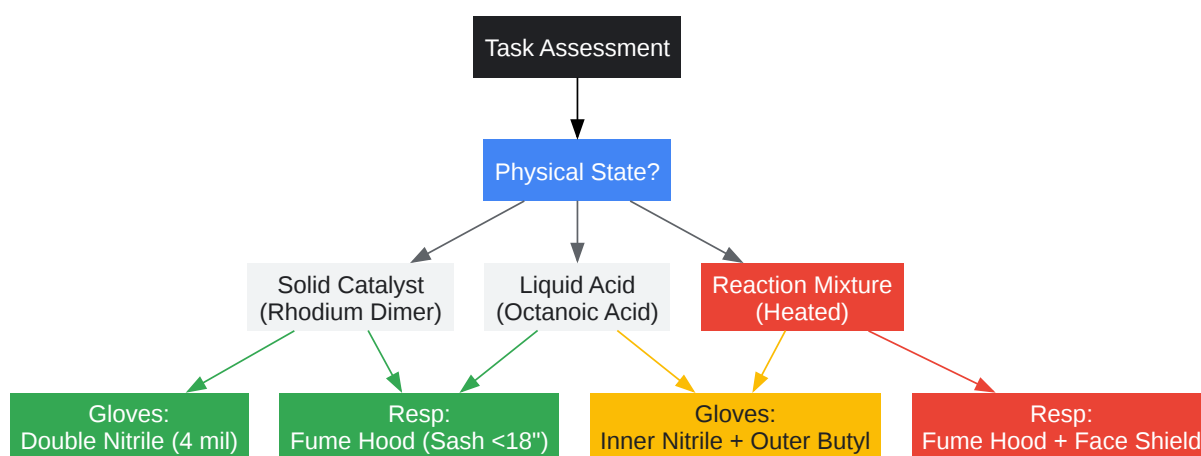 Task Assessment
Physical State?
Solid Catalyst
(Rhodium Dimer)
Liquid Acid
(Octanoic Acid)
Reaction Mixture
(Heated)
Gloves:
Double Nitrile (4 mil)
Resp:
Fume Hood (Sash <18")
Gloves:
Inner Nitrile + Outer Butyl
Resp:
Fume Hood + Face Shield